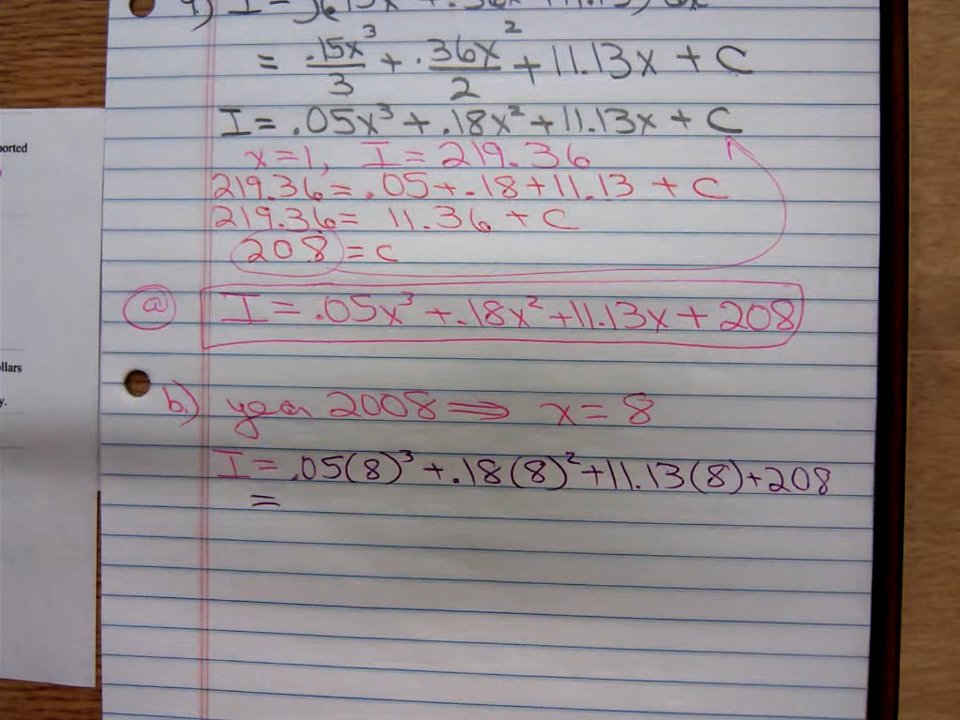 = .15x³/3 + .36x²/2 + 11.13x + C
I = .05x³ + .18x² + 11.13x + C
x=1, I = 219.36
219.36 = .05 + .18 + 11.13 + C
219.36 = 11.36 + C
208 = C
a) I = .05x³ + .18x² + 11.13x + 208
llars
y.
b.) year 2008 ⟹ x = 8
I = .05(8)³ + .18(8)² + 11.13(8) + 208
=